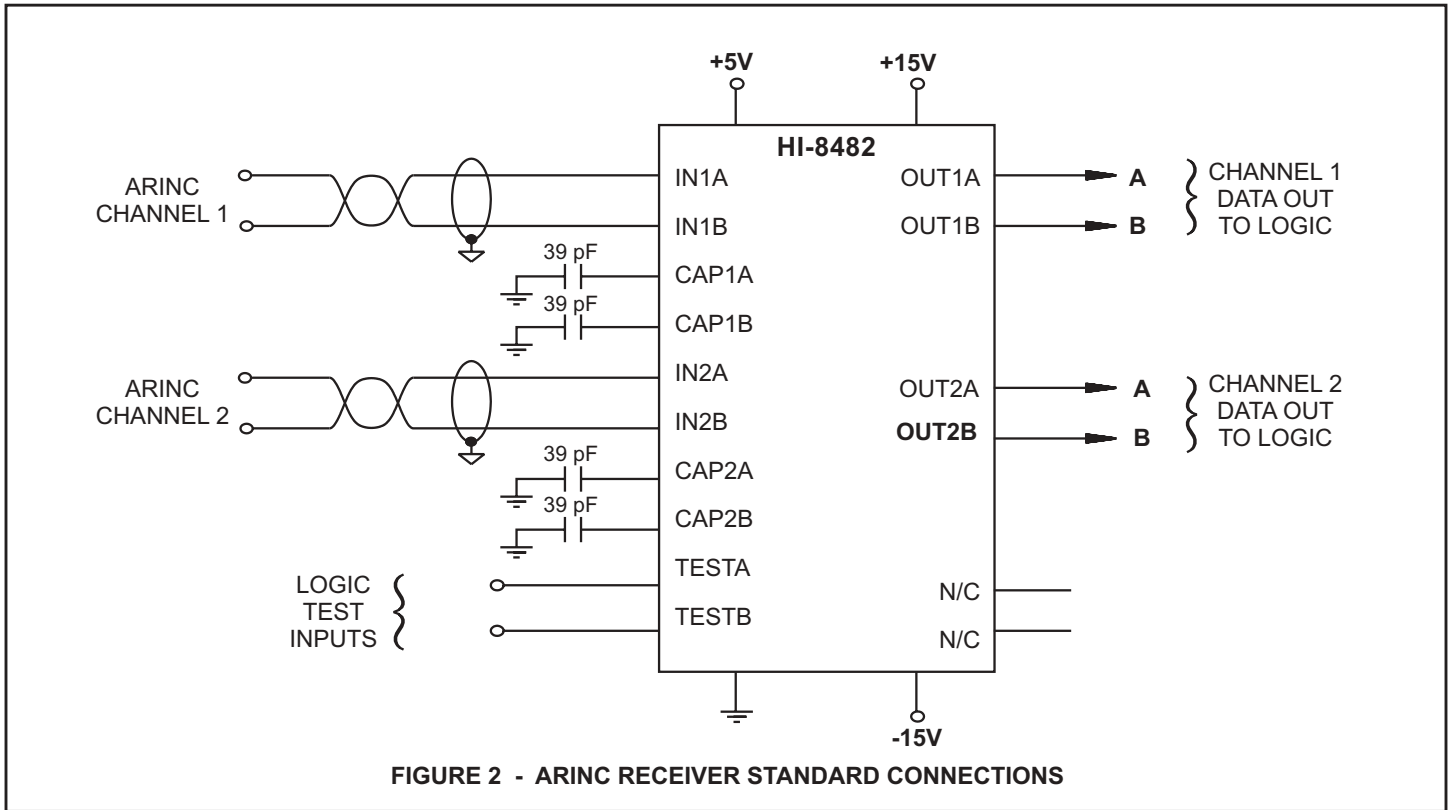 +5V
+15V
HI-8482
ARINC
CHANNEL 1
IN1A
IN1B
39 pF
CAP1A
39 pF
CAP1B
ARINC
CHANNEL 2
IN2A
IN2B
39 pF
CAP2A
39 pF
CAP2B
LOGIC
TEST
INPUTS
TESTA
TESTB
OUT1A
A
OUT1B
B
CHANNEL 1
DATA OUT
TO LOGIC
OUT2A
A
OUT2B
B
CHANNEL 2
DATA OUT
TO LOGIC
N/C
N/C
-15V
FIGURE 2 - ARINC RECEIVER STANDARD CONNECTIONS